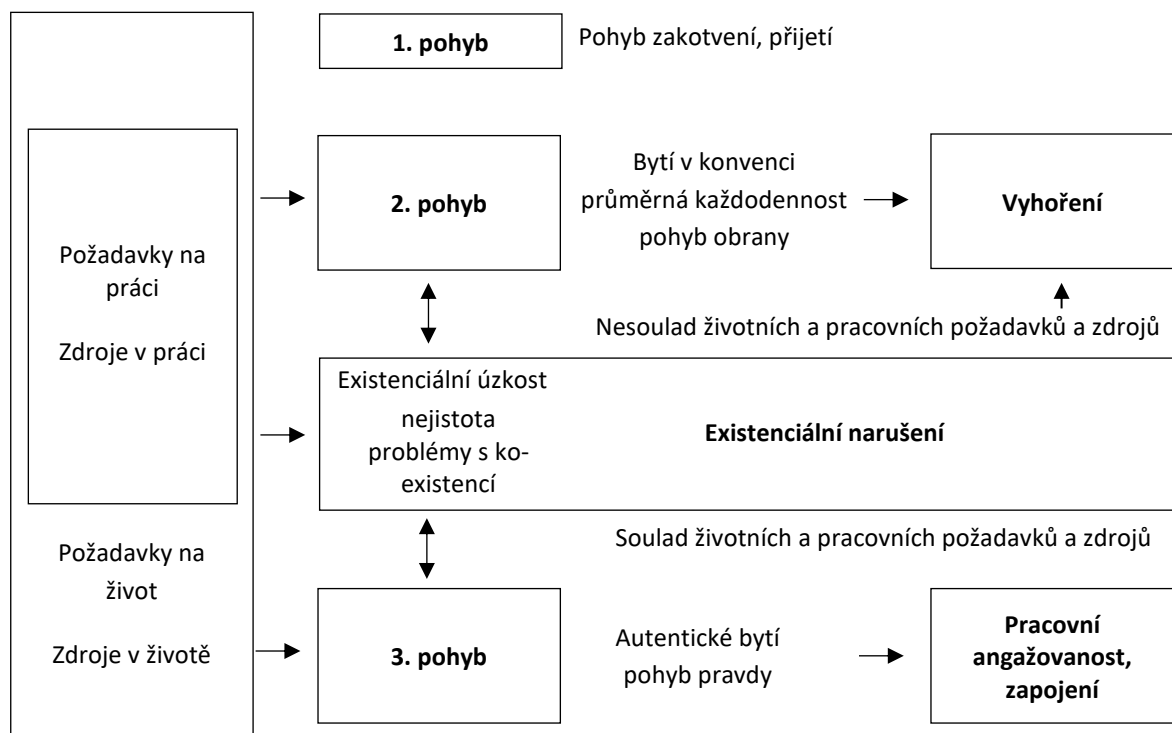 1. pohyb
Pohyb zakotvení, přijetí
Požadavky na
práci
Zdroje v práci
2. pohyb
Bytí v konvenci
průměrná každodennost
pohyb obrany
Vyhoření
Nesoulad životních a pracovních požadavků a zdrojů
Existenciální úzkost
nejistota
problémy s ko-
existencí
Existenciální narušení
Soulad životních a pracovních požadavků a zdrojů
Požadavky na
život
Zdroje v životě
3. pohyb
Autentické bytí
pohyb pravdy
Pracovní
angažovanost,
zapojení